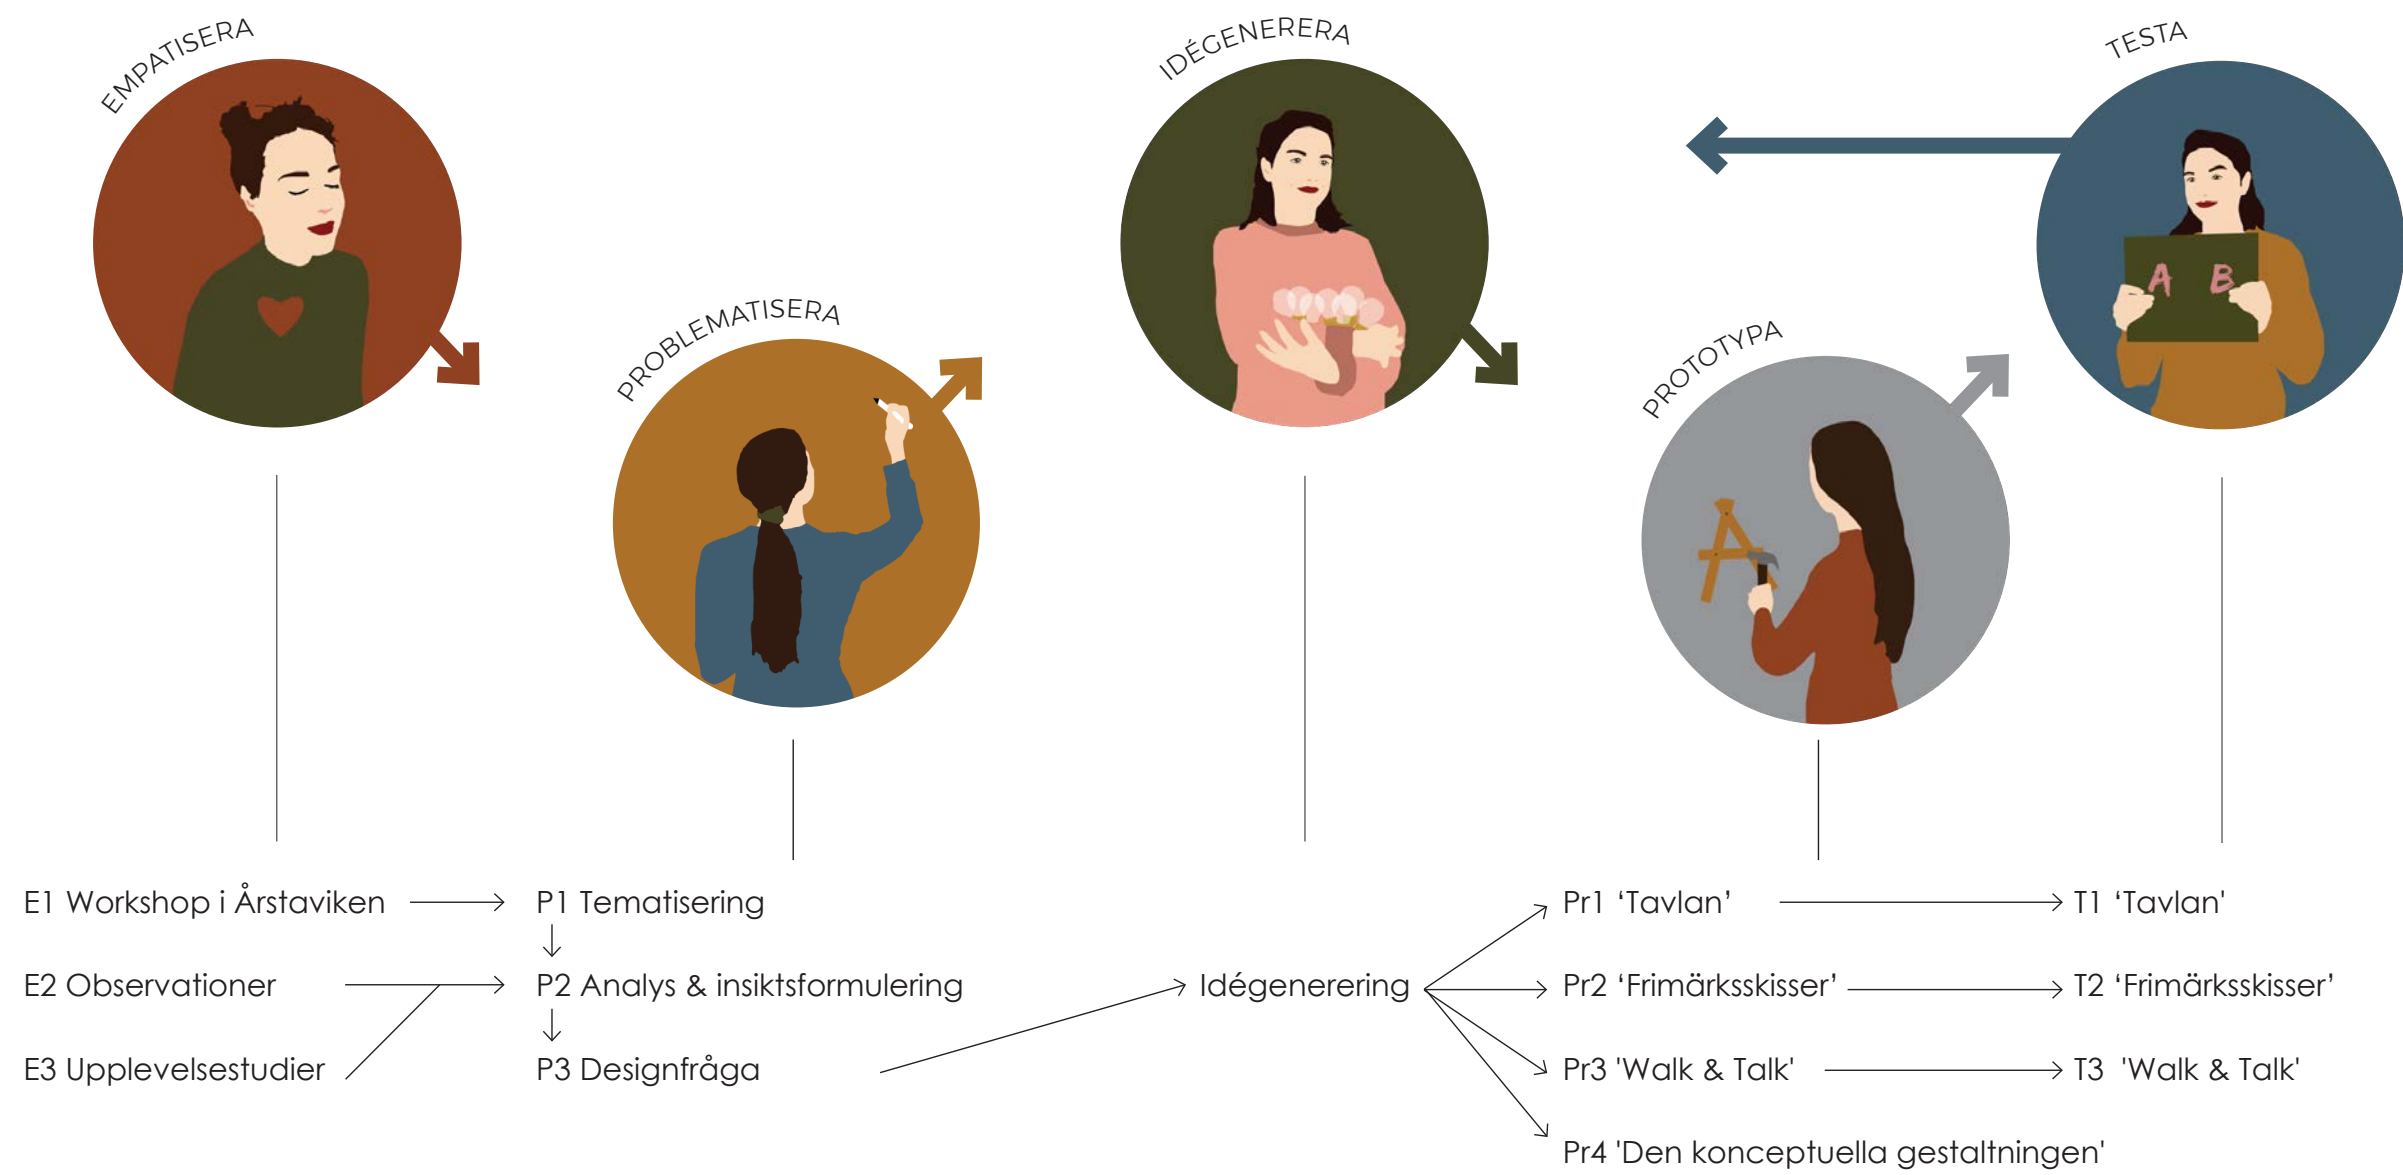 EMPATISERA
PROBLEMATISERA
IDÉGENERERA
PROTOTYPA
TESTA
A B
E1 Workshop i Årstaviken
E2 Observationer
E3 Upplevelsestudier
P1 Tematisering
P2 Analys & insiktsformulering
P3 Designfråga
Idégenerering
Pr1 ‘Tavlan’
Pr2 ‘Frimärksskisser’
Pr3 'Walk & Talk'
Pr4 'Den konceptuella gestaltningen'
T1 ‘Tavlan'
T2 ‘Frimärksskisser’
T3 'Walk & Talk'